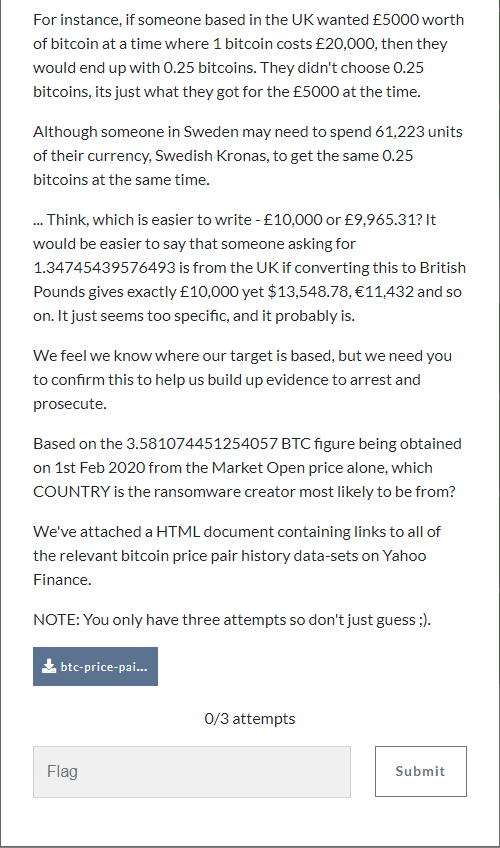 For instance, if someone based in the UK wanted £5000 worth
of bitcoin at a time where 1 bitcoin costs £20,000, then they
would end up with 0.25 bitcoins. They didn't choose 0.25
bitcoins, its just what they got for the £5000 at the time.
Although someone in Sweden may need to spend 61,223 units
of their currency, Swedish Kronas, to get the same 0.25
bitcoins at the same time.
... Think, which is easier to write - £10,000 or £9,965.31? It
would be easier to say that someone asking for
1.34745439576493 is from the UK if converting this to British
Pounds gives exactly £10,000 yet $13,548.78, €11,432 and so
on. It just seems too specific, and it probably is.
We feel we know where our target is based, but we need you
to confirm this to help us build up evidence to arrest and
prosecute.
Based on the 3.581074451254057 BTC figure being obtained
on 1st Feb 2020 from the Market Open price alone, which
COUNTRY is the ransomware creator most likely to be from?
We've attached a HTML document containing links to all of
the relevant bitcoin price pair history data-sets on Yahoo
Finance.
NOTE: You only have three attempts so don't just guess ;).
btc-price-pai...
0/3 attempts
Flag
Submit